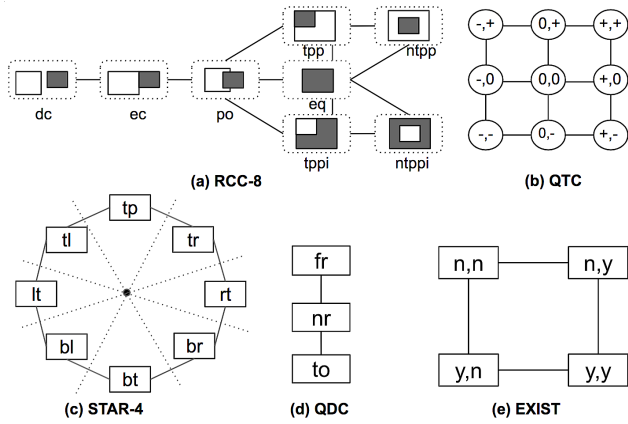 dc
ec
po
tpp
ntpp
eq
tppi
ntppi
(a) RCC-8
-,+ 0,+ +,+
-,0 0,0 +,0
-,- 0,- +,-
(b) QTC
tp
tl tr
lt rt
bl br
bt
(c) STAR-4
fr
nr
to
(d) QDC
n,n n,y
y,n y,y
(e) EXIST